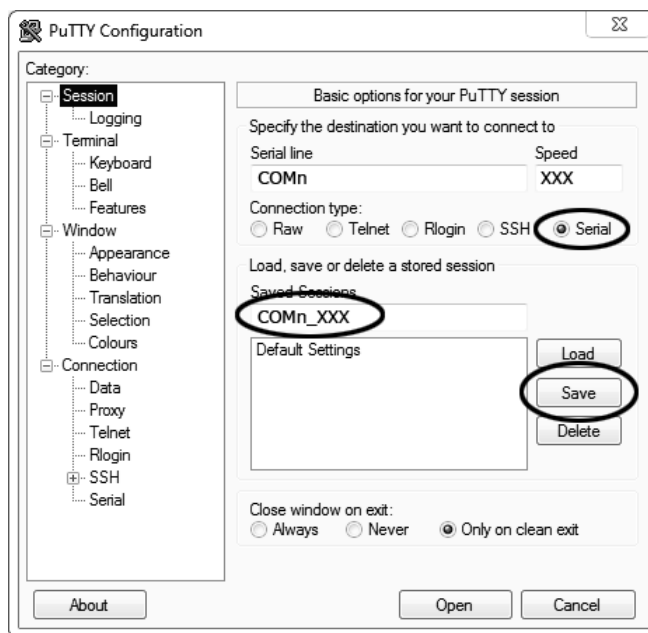 PuTTY Configuration
Category:
Session
Logging
Terminal
Keyboard
Bell
Features
Window
Appearance
Behaviour
Translation
Selection
Colours
Connection
Data
Proxy
Telnet
Rlogin
SSH
Serial
Basic options for your PuTTY session
Specify the destination you want to connect to
Serial line Speed
COMn XXX
Connection type:
Raw Telnet Rlogin SSH Serial
Load, save or delete a stored session
Saved Sessions
COMn_XXX
Default Settings
Load
Save
Delete
Close window on exit:
Always Never Only on clean exit
About Open Cancel